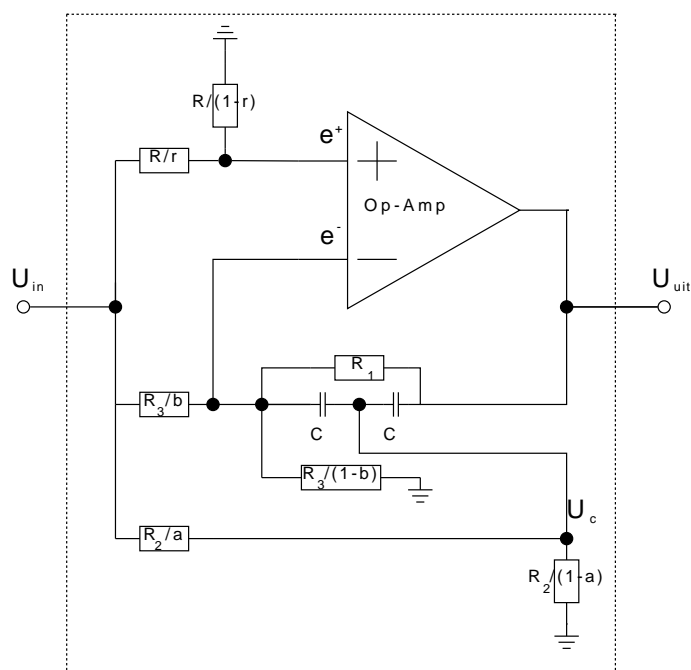 R/(1-r)
R/r
e+
Op-Amp
e-
Uin
Uuit
R1
R3/b
C
C
R3/(1-b)
Uc
R2/a
R2/(1-a)